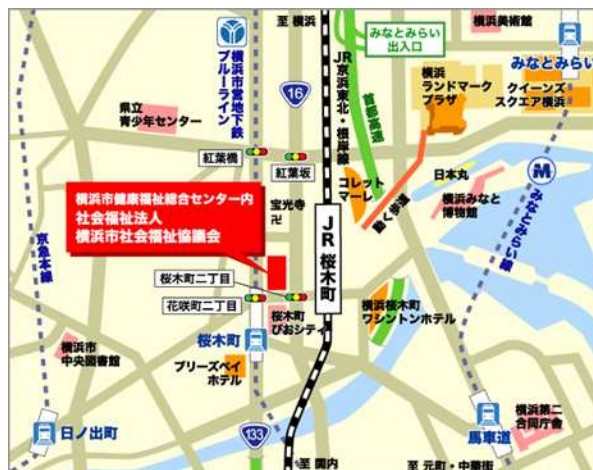 至 横浜
みなとみらい
出入口
横浜美術館
みなとみらい
横浜市営地下鉄
ブルーライン
16
JR
京浜東北・根岸線
首都高速
横浜
ランドマーク
プラザ
クイーンズ
スクエア横浜
県立
青少年センター
紅葉橋
紅葉坂
コレット
マーレ
日本丸
横浜みなと
博物館
動く歩道
みなとみらい線
横浜市健康福祉総合センター内
社会福祉法人
横浜市社会福祉協議会
宝光寺
卍
JR 桜木町
京急本線
桜木町二丁目
花咲町二丁目
桜木町
ぴおシティ
横浜桜木町
ワシントンホテル
桜木町
ブリーズベイ
ホテル
横浜市
中央図書館
日ノ出町
133
至 関内
馬車道
横浜第二
合同庁舎
至 元町・中華街